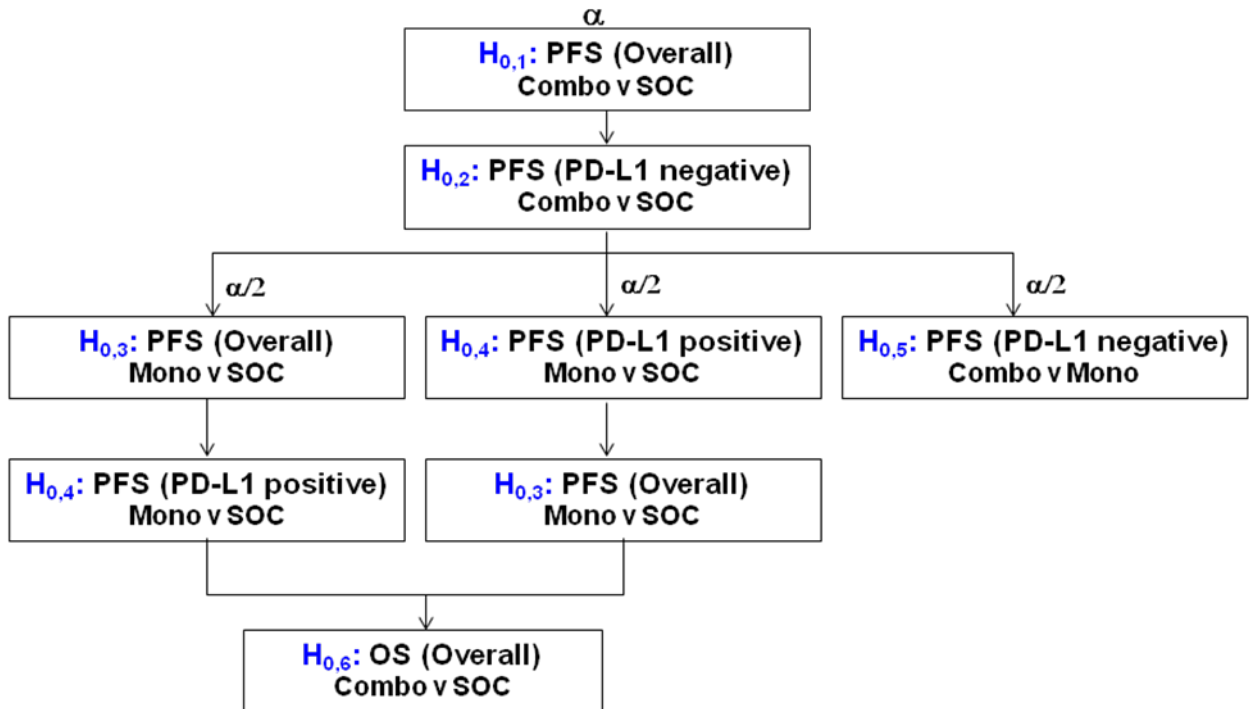 α
H0,1: PFS (Overall)
Combo v SOC
H0,2: PFS (PD-L1 negative)
Combo v SOC
α/2 α/2 α/2
H0,3: PFS (Overall)
Mono v SOC
H0,4: PFS (PD-L1 positive)
Mono v SOC
H0,5: PFS (PD-L1 negative)
Combo v Mono
H0,4: PFS (PD-L1 positive)
Mono v SOC
H0,3: PFS (Overall)
Mono v SOC
H0,6: OS (Overall)
Combo v SOC